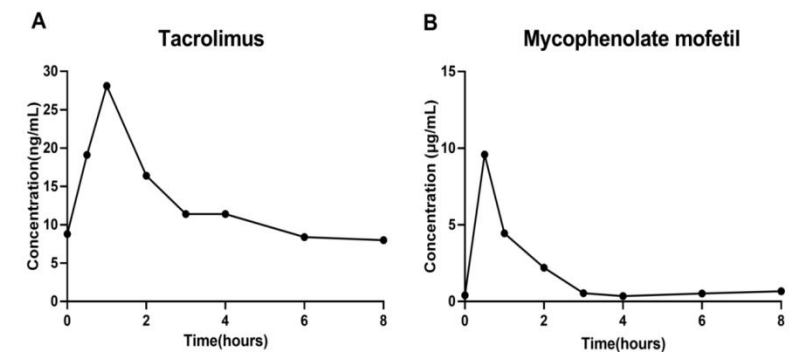 A
Tacrolimus
Concentration(ng/mL)
30
25
20
15
10
5
0
0 2 4 6 8
Time(hours)
B
Mycophenolate mofetil
Concentration (μg/mL)
15
10
5
0
0 2 4 6 8
Time(hours)